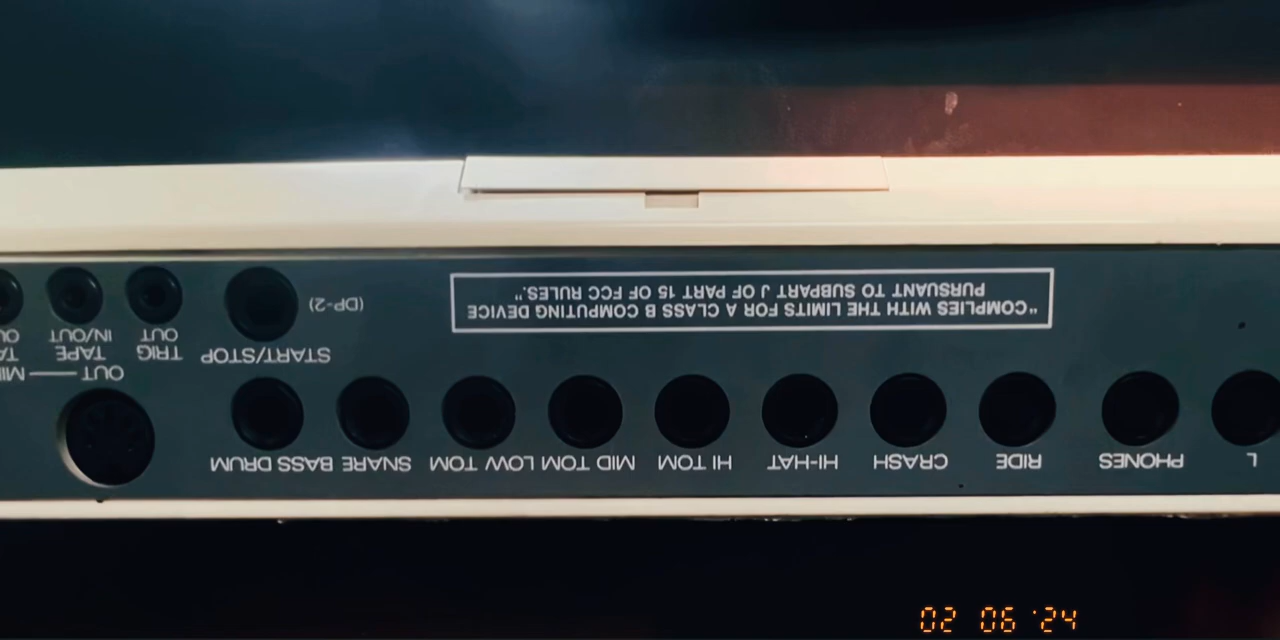 L PHONES RIDE CRASH HI-HAT HI TOM MID TOM LOW TOM SNARE BASS DRUM
OUT
START/STOP
TRIG
OUT
TAPE
IN/OUT
(DP-2)
"COMPLIES WITH THE LIMITS FOR A CLASS B COMPUTING DEVICE
PURSUANT TO SUBPART J OF PART 15 OF FCC RULES."
02 06 '24